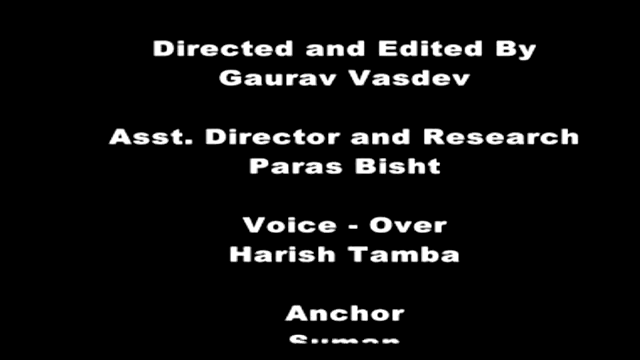 Directed and Edited By
Gaurav Vasdev
Asst. Director and Research
Paras Bisht
Voice - Over
Harish Tamba
Anchor